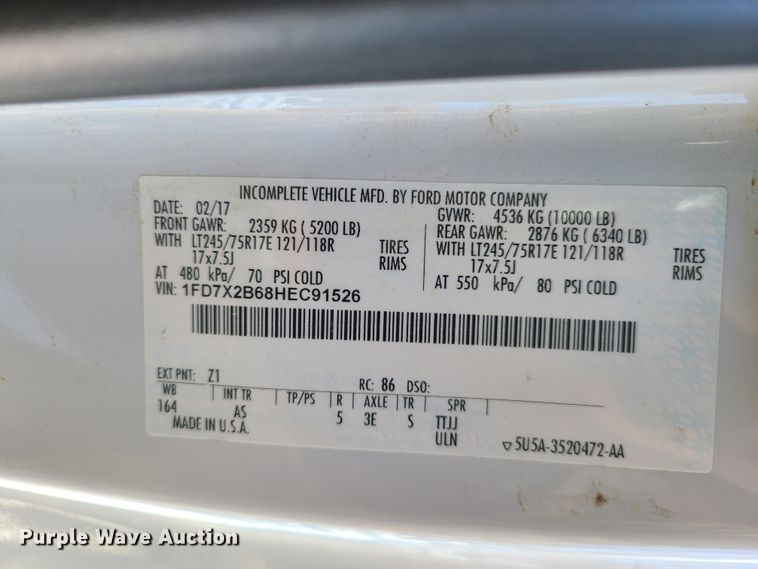 INCOMPLETE VEHICLE MFD. BY FORD MOTOR COMPANY
DATE: 02/17
GVWR: 4536 KG (10000 LB)
FRONT GAWR: 2359 KG ( 5200 LB)
REAR GAWR: 2876 KG ( 6340 LB)
WITH LT245/75R17E 121/118R TIRES
WITH LT245/75R17E 121/118R TIRES
17x7.5J RIMS
17x7.5J RIMS
AT 480 kPa/ 70 PSI COLD
AT 550 kPa/ 80 PSI COLD
VIN: 1FD7X2B68HEC91526
EXT PNT: Z1
RC: 86 DSO:
WB INT TR TP/PS R AXLE TR SPR
164 AS 5 3E S TTJJ
ULN
MADE IN U.S.A.
5U5A-3520472-AA
Purple Wave Auction